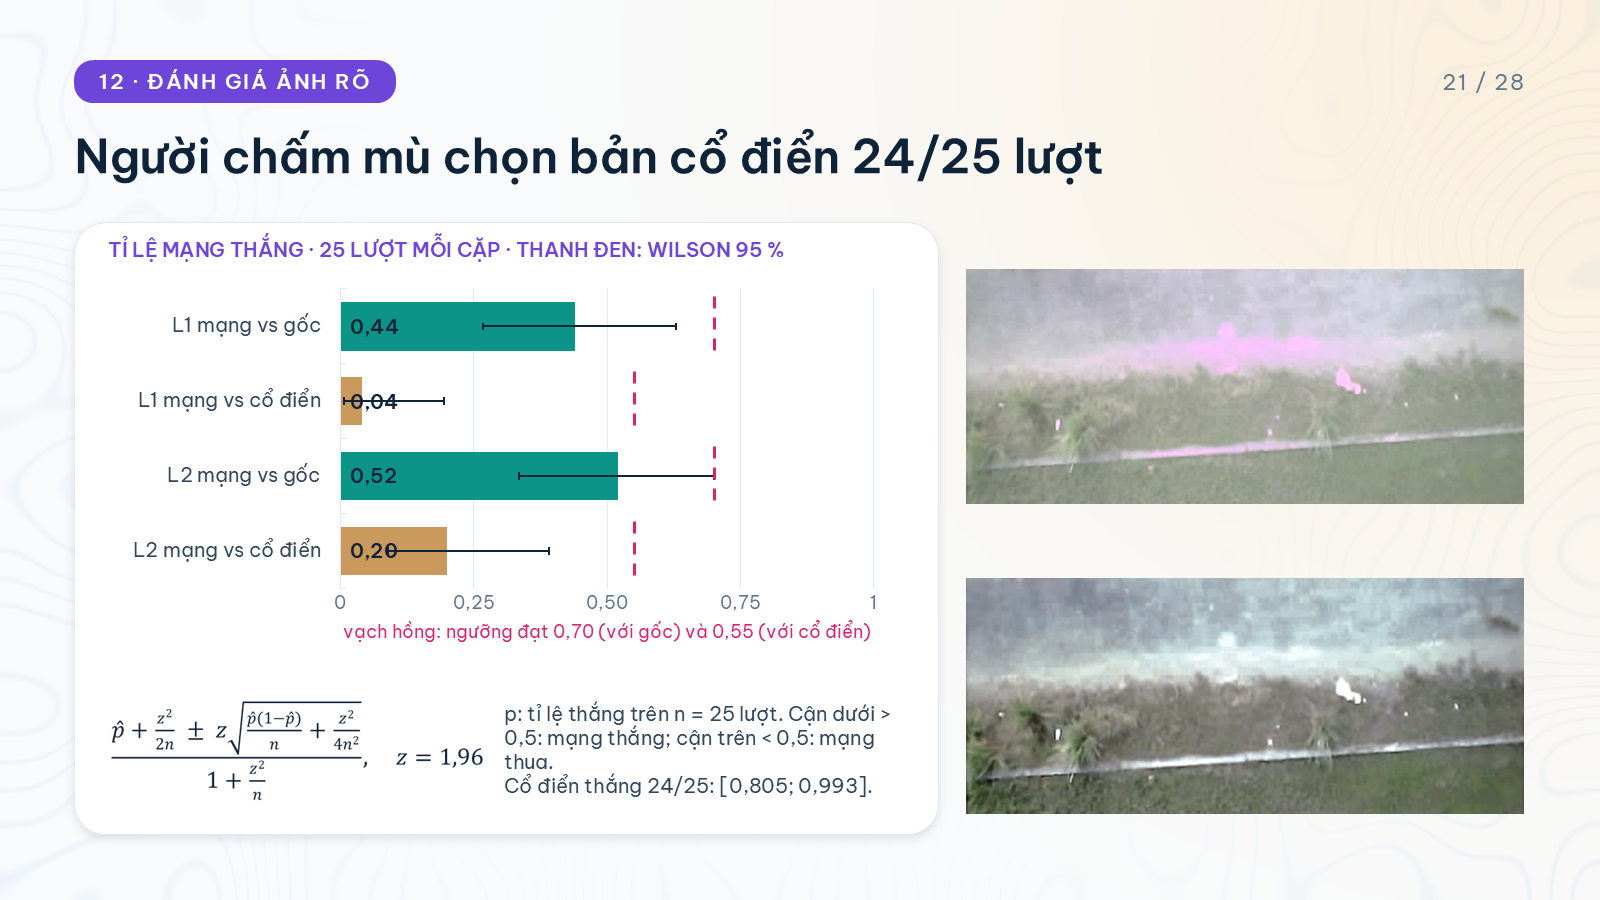 12 · ĐÁNH GIÁ ẢNH RÕ
21 / 28
Người chấm mù chọn bản cổ điển 24/25 lượt
TỈ LỆ MẠNG THẮNG · 25 LƯỢT MỖI CẶP · THANH ĐEN: WILSON 95 %
L1 mạng vs gốc
0,44
L1 mạng vs cổ điển
0,04
L2 mạng vs gốc
0,52
L2 mạng vs cổ điển
0,20
0 0,25 0,50 0,75 1
vạch hồng: ngưỡng đạt 0,70 (với gốc) và 0,55 (với cổ điển)
p̂ + z²/2n ± z√(p̂(1−p̂)/n + z²/4n²)
1 + z²/n
, z = 1,96
p: tỉ lệ thắng trên n = 25 lượt. Cận dưới >
0,5: mạng thắng; cận trên < 0,5: mạng
thua.
Cổ điển thắng 24/25: [0,805; 0,993].